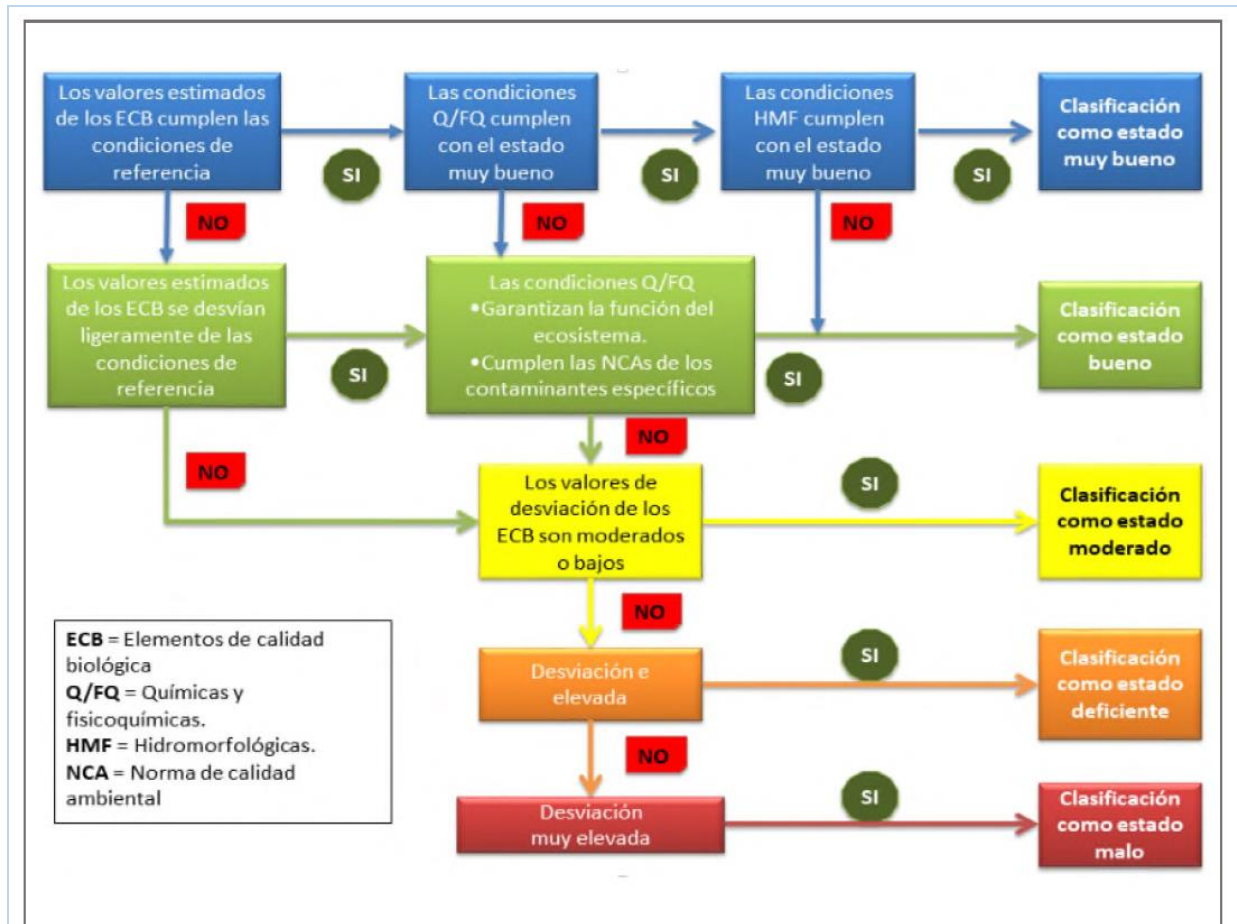 Los valores estimados
de los ECB cumplen las
condiciones de
referencia
SI
Las condiciones
Q/FQ cumplen
con el estado
muy bueno
SI
Las condiciones
HMF cumplen
con el estado
muy bueno
SI
Clasificación
como estado
muy bueno
NO
NO
NO
Los valores estimados
de los ECB se desvían
ligeramente de las
condiciones de
referencia
SI
Las condiciones Q/FQ
•Garantizan la función del
ecosistema.
•Cumplen las NCAs de los
contaminantes específicos
SI
Clasificación
como estado
bueno
NO
NO
Los valores de
desviación de los
ECB son moderados
o bajos
SI
Clasificación
como estado
moderado
NO
Desviación e
elevada
SI
Clasificación
como estado
deficiente
NO
Desviación
muy elevada
SI
Clasificación
como estado
malo
ECB = Elementos de calidad
biológica
Q/FQ = Químicas y
fisicoquímicas.
HMF = Hidromorfológicas.
NCA = Norma de calidad
ambiental